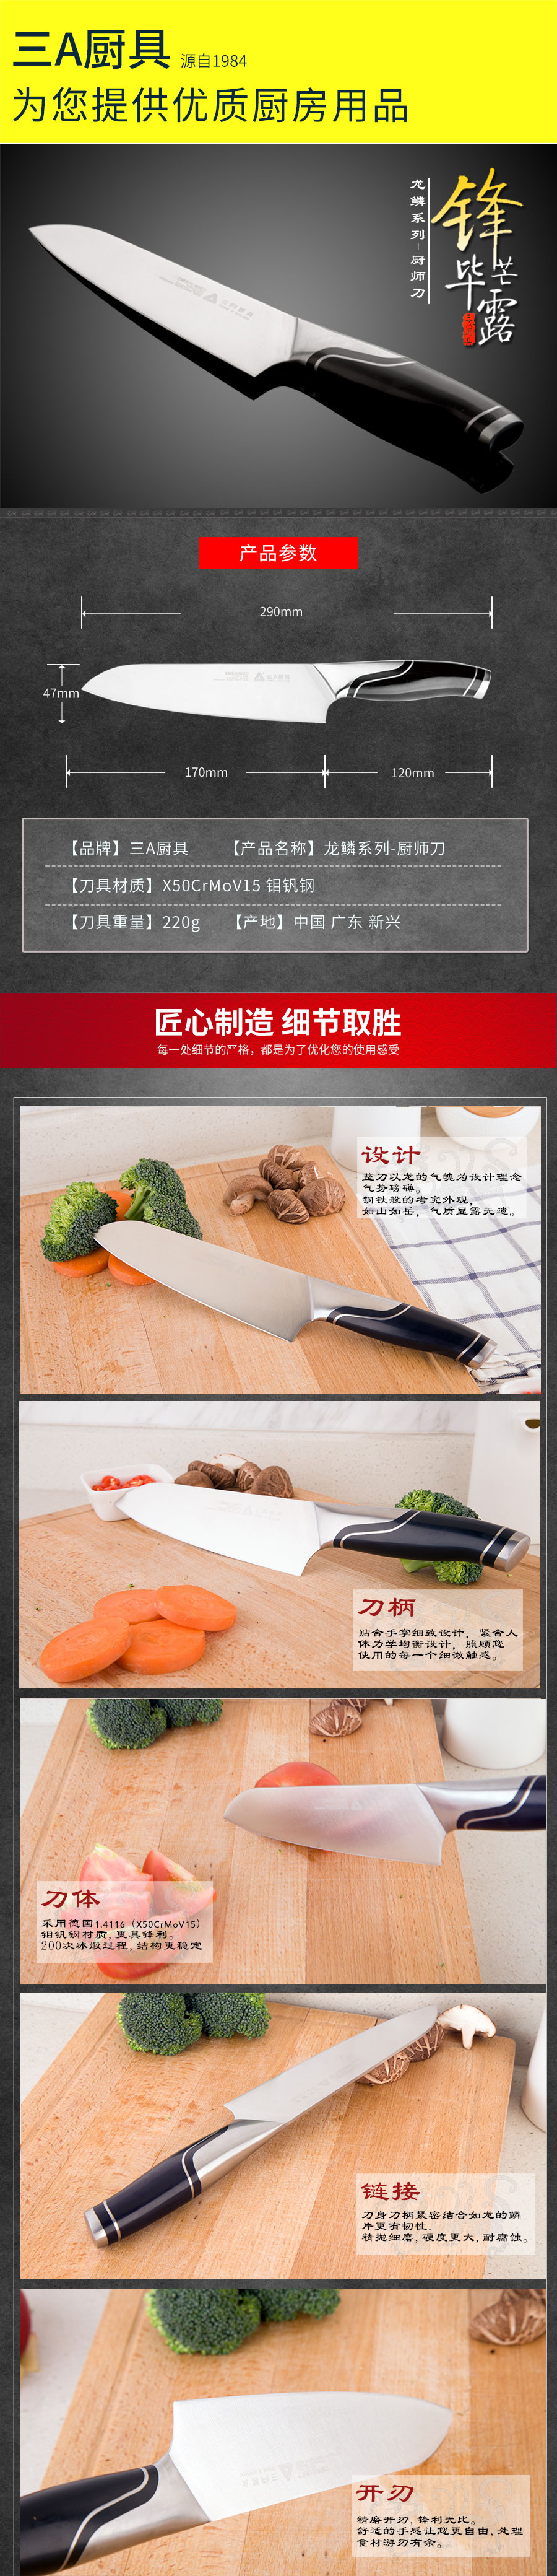 三A厨具 源自1984
为您提供优质厨房用品
锋芒毕露
龙鳞系列-厨师刀
产品参数
290mm
三A厨具
47mm
170mm
120mm
【品牌】三A厨具 【产品名称】龙鳞系列-厨师刀
【刀具材质】X50CrMoV15 钼钒钢
【刀具重量】220g 【产地】中国 广东 新兴
匠心制造 细节取胜
每一处细节的严格，都是为了优化您的使用感受
设计
整刀以龙的气魄为设计理念
气势磅礴。
钢铁般的考究外观，
如山如岳，气质显露无遗。
刀柄
贴合手掌细致设计，紧合人
体力学均衡设计，照顾您
使用的每一个细微触感。
刀体
采用德国1.4116（X50CrMoV15）
钼钒钢材质，更具锋利。
200次冰煅过程，结构更稳定
链接
刀身刀柄紧密结合如龙的鳞
片更有韧性。
精抛细磨，硬度更大，耐腐蚀。
开刃
精磨开刃，锋利无比。
舒适的手感让您更自由，处理
食材游刃有余。